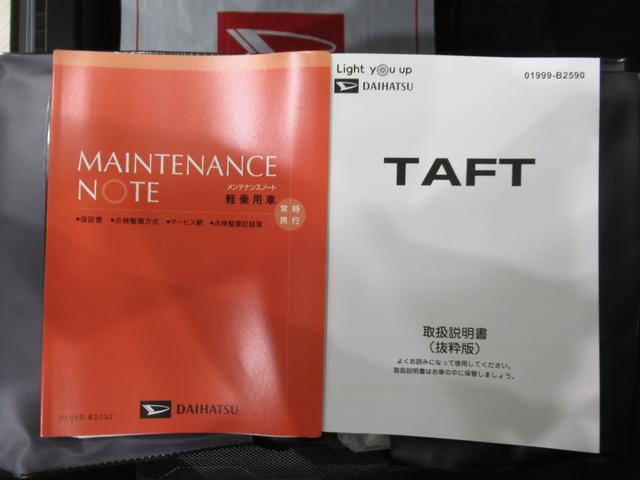 MAINTENANCE
NOTE
メンテナンスノート
軽乗用車
常時
携行
●保証書 ●点検整備方式 ●サービス網 ●点検整備記録簿
DAIHATSU
01999-B2032
Light you up
DAIHATSU
01999-B2590
TAFT
取扱説明書
（抜粋版）
よくお読みになって使用してください。
取扱説明書はお車の中に保管しましょう。